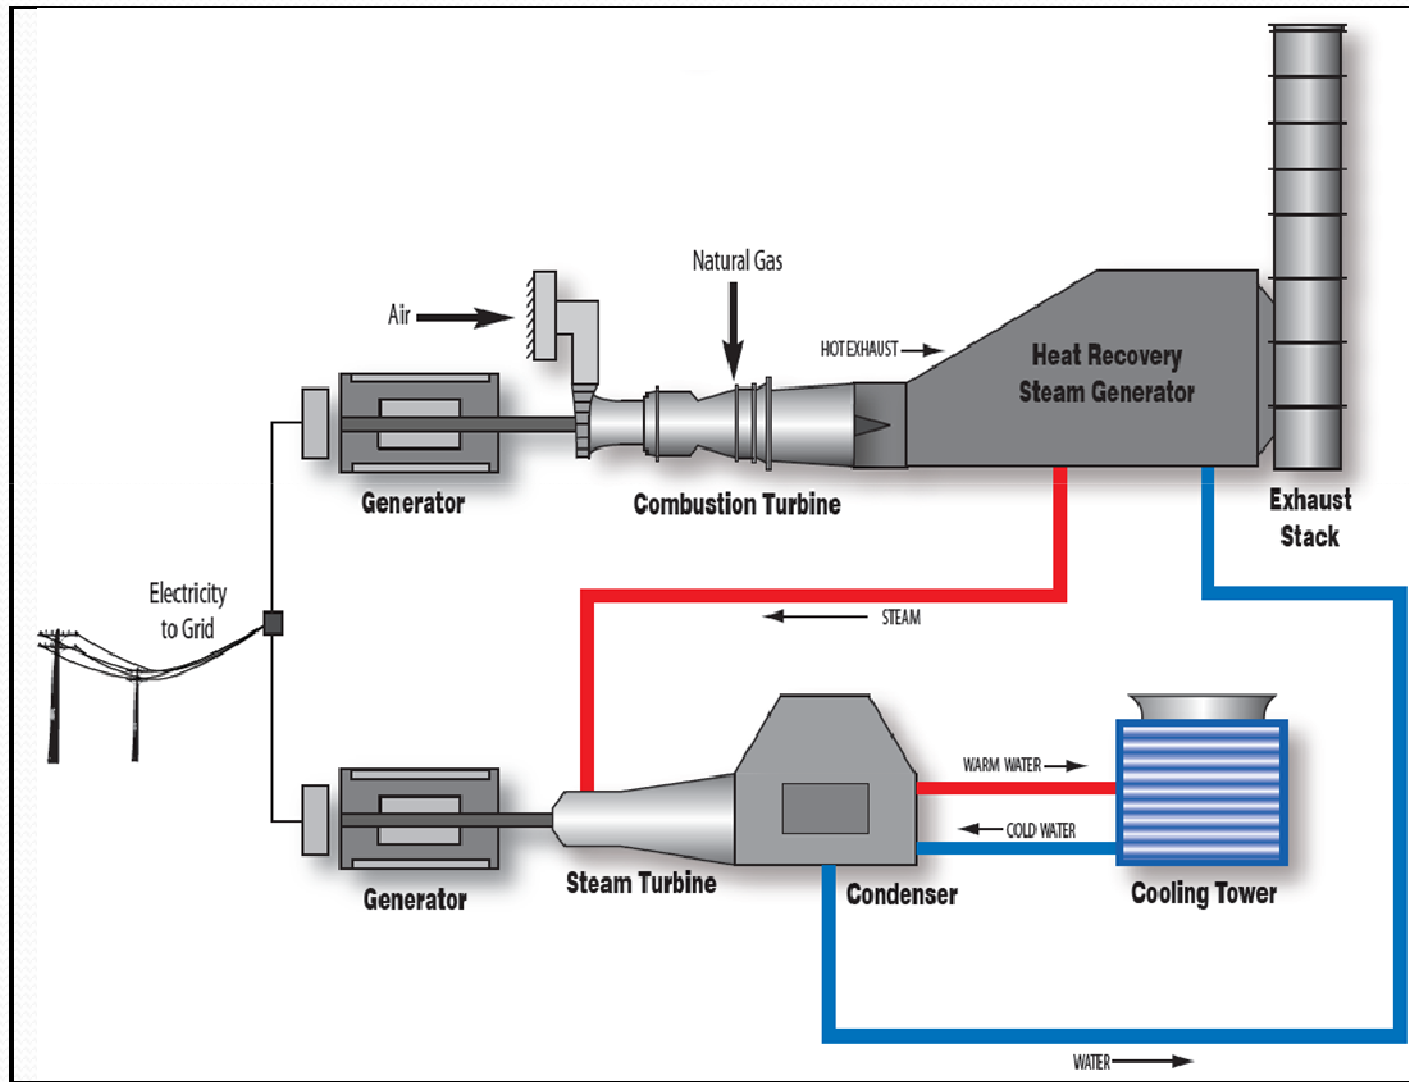 Natural Gas
Air
HOT EXHAUST
Heat Recovery
Steam Generator
Generator
Combustion Turbine
Exhaust
Stack
Electricity
to Grid
STEAM
WARM WATER
COLD WATER
Steam Turbine
Generator
Condenser
Cooling Tower
WATER